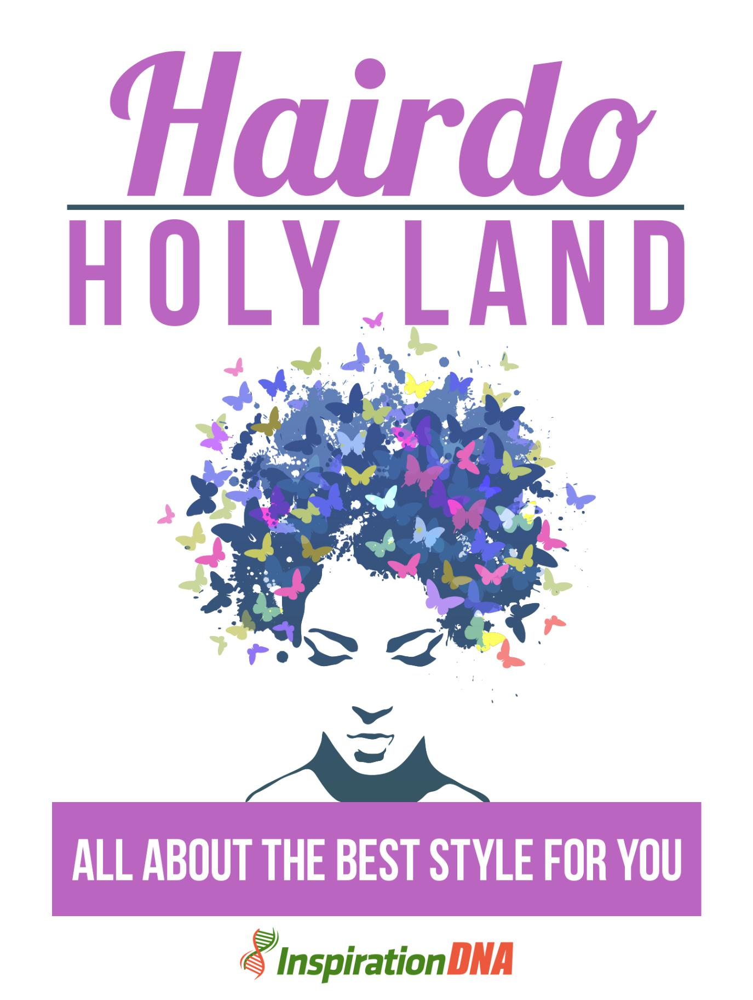 Hairdo
HOLY LAND
ALL ABOUT THE BEST STYLE FOR YOU
InspirationDNA